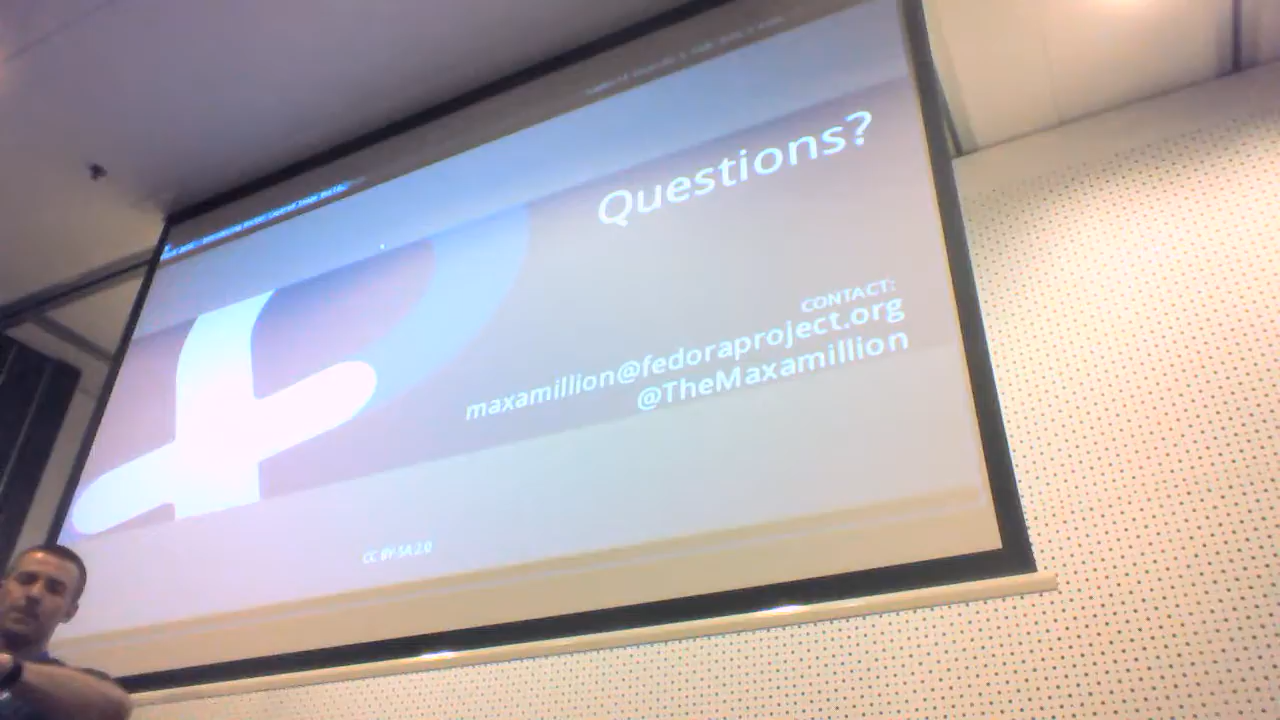 Questions?
CONTACT:
maxamillion@fedoraproject.org
@TheMaxamillion
CC BY-SA 2.0